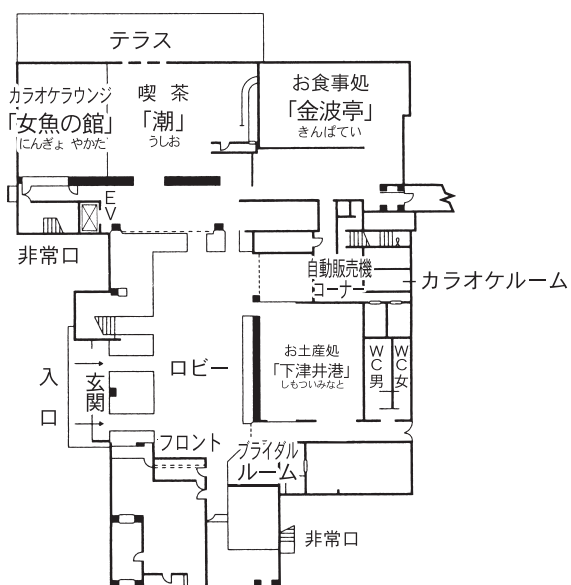 テラス
カラオケラウンジ
「女魚の館」
にんぎょ やかた
喫 茶
「潮」
うしお
お食事処
「金波亭」
きんぱてい
EV
非常口
自動販売機
コーナー
カラオケルーム
お土産処
「下津井港」
しもついみなと
WC男
WC女
ロビー
入口
玄関
フロント
ブライダル
ルーム
非常口